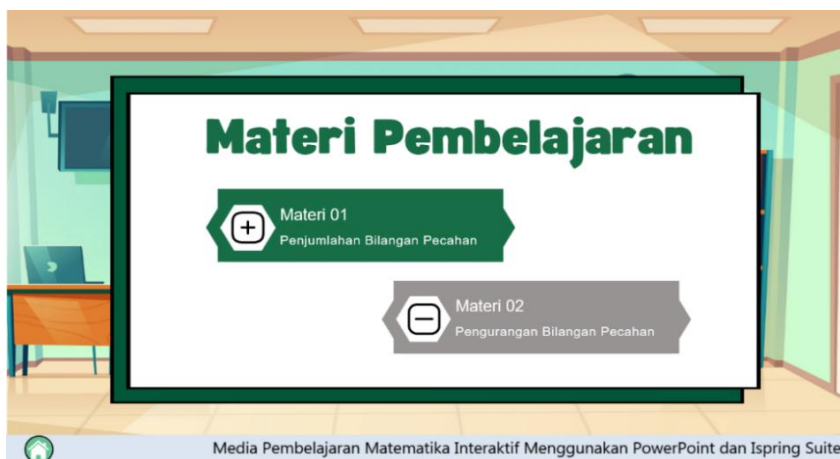 Materi Pembelajaran
Materi 01
Penjumlahan Bilangan Pecahan
Materi 02
Pengurangan Bilangan Pecahan
Media Pembelajaran Matematika Interaktif Menggunakan PowerPoint dan Ispring Suite